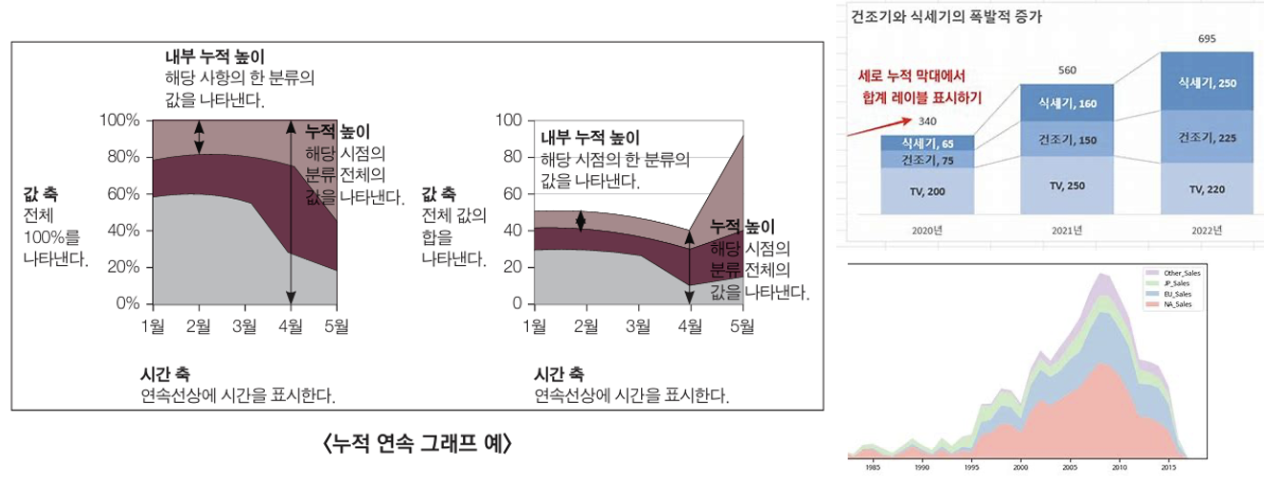 내부 누적 높이
해당 사항의 한 분류의
값을 나타낸다.
100%
80%
60%
40%
20%
0%
값 축
전체
100%를
나타낸다.
누적 높이
해당 시점의
분류 전체의
값을 나타낸다.
1월 2월 3월 4월 5월
시간 축
연속선상에 시간을 표시한다.
100
80
60
40
20
0
내부 누적 높이
해당 시점의 한 분류의
값을 나타낸다.
값 축
전체 값의
합을
나타낸다.
누적 높이
해당 시점의
분류 전체의
값을 나타낸다.
1월 2월 3월 4월 5월
시간 축
연속선상에 시간을 표시한다.
〈누적 연속 그래프 예〉
건조기와 식세기의 폭발적 증가
세로 누적 막대에서
합계 레이블 표시하기
340
식세기, 65
건조기, 75
TV, 200
2020년
560
식세기, 160
건조기, 150
TV, 250
2021년
695
식세기, 250
건조기, 225
TV, 220
2022년
Other_Sales
JP_Sales
EU_Sales
NA_Sales
1985 1990 1995 2000 2005 2010 2015